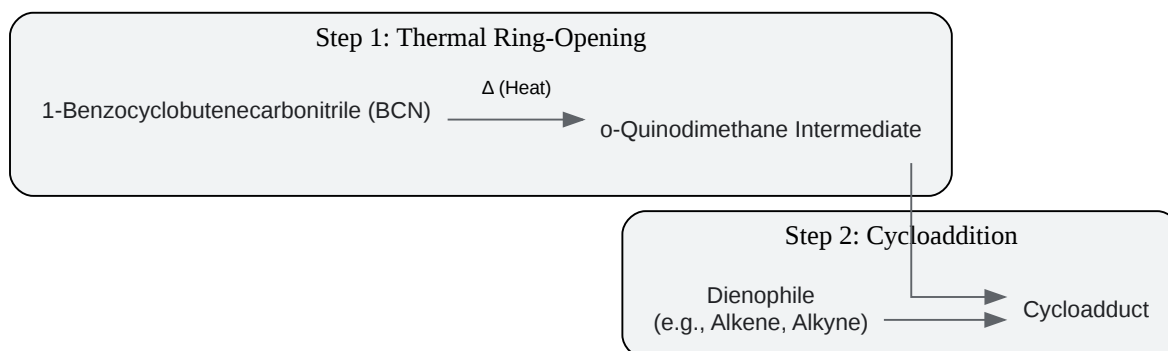 Step 1: Thermal Ring-Opening
Δ (Heat)
1-Benzocyclobutenecarbonitrile (BCN)
o-Quinodimethane Intermediate
Step 2: Cycloaddition
Dienophile
(e.g., Alkene, Alkyne)
Cycloadduct